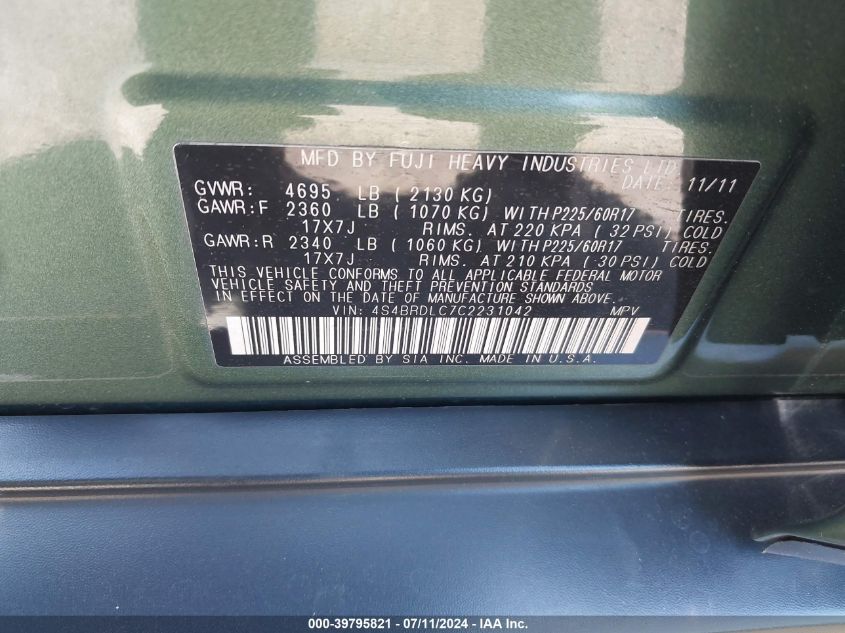 MFD BY FUJI HEAVY INDUSTRIES LTD.
DATE: 11/11
GVWR: 4695 LB (2130 KG)
GAWR:F 2360 LB (1070 KG) WITH P225/60R17 TIRES.
17X7J RIMS. AT 220 KPA (32 PSI) COLD
GAWR:R 2340 LB (1060 KG) WITH P225/60R17 TIRES.
17X7J RIMS. AT 210 KPA (30 PSI) COLD
THIS VEHICLE CONFORMS TO ALL APPLICABLE FEDERAL MOTOR
VEHICLE SAFETY AND THEFT PREVENTION STANDARDS
IN EFFECT ON THE DATE OF MANUFACTURE SHOWN ABOVE.
VIN: 4S4BRDLC7C2231042 MPV
ASSEMBLED BY SIA INC. MADE IN U.S.A.
000-39795821 - 07/11/2024 - IAA Inc.